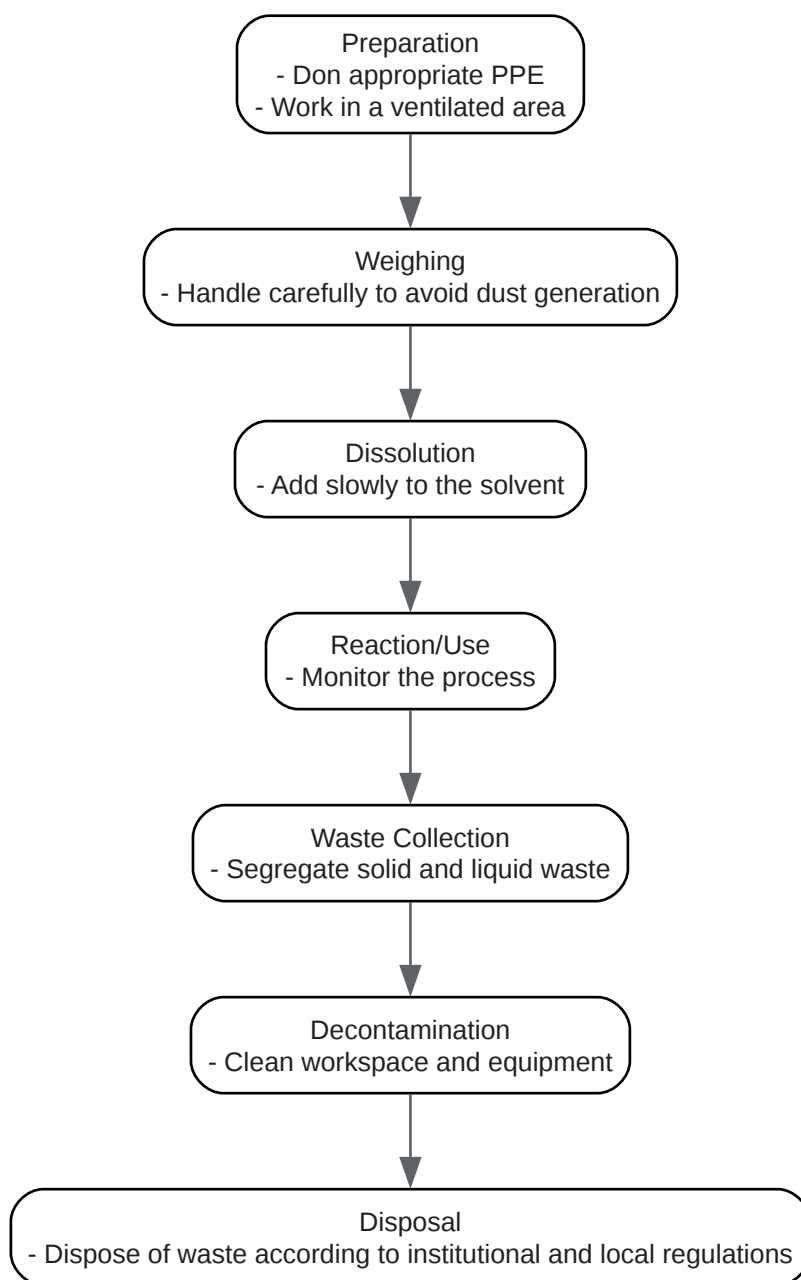 Preparation
- Don appropriate PPE
- Work in a ventilated area
Weighing
- Handle carefully to avoid dust generation
Dissolution
- Add slowly to the solvent
Reaction/Use
- Monitor the process
Waste Collection
- Segregate solid and liquid waste
Decontamination
- Clean workspace and equipment
Disposal
- Dispose of waste according to institutional and local regulations